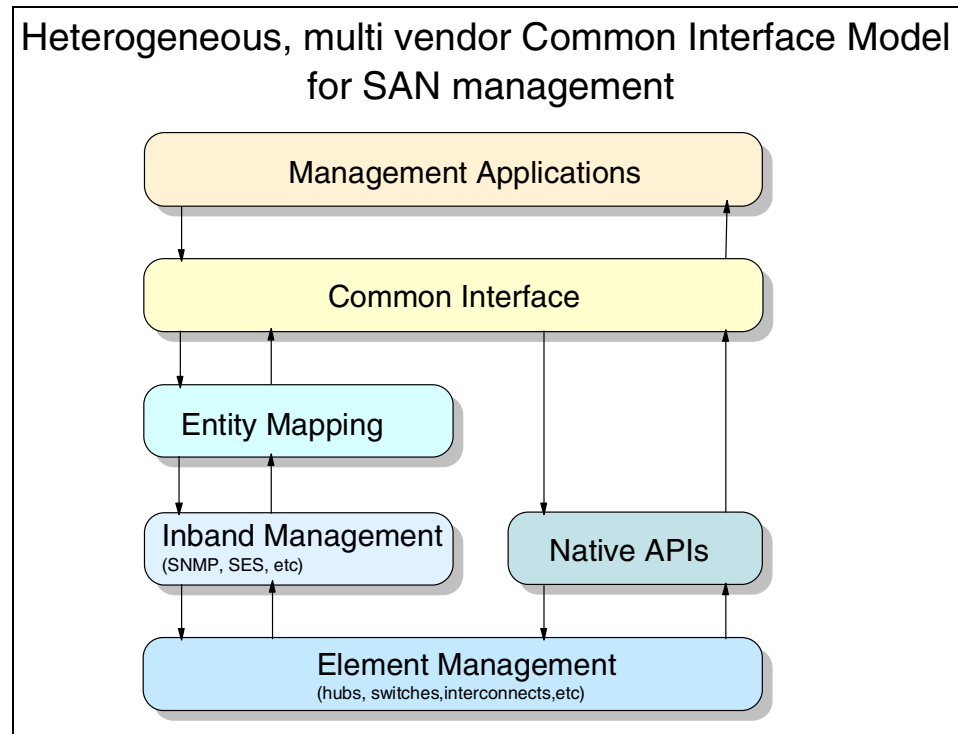 Heterogeneous, multi vendor Common Interface Model
for SAN management
Management Applications
Common Interface
Entity Mapping
Inband Management
(SNMP, SES, etc)
Native APIs
Element Management
(hubs, switches,interconnects,etc)